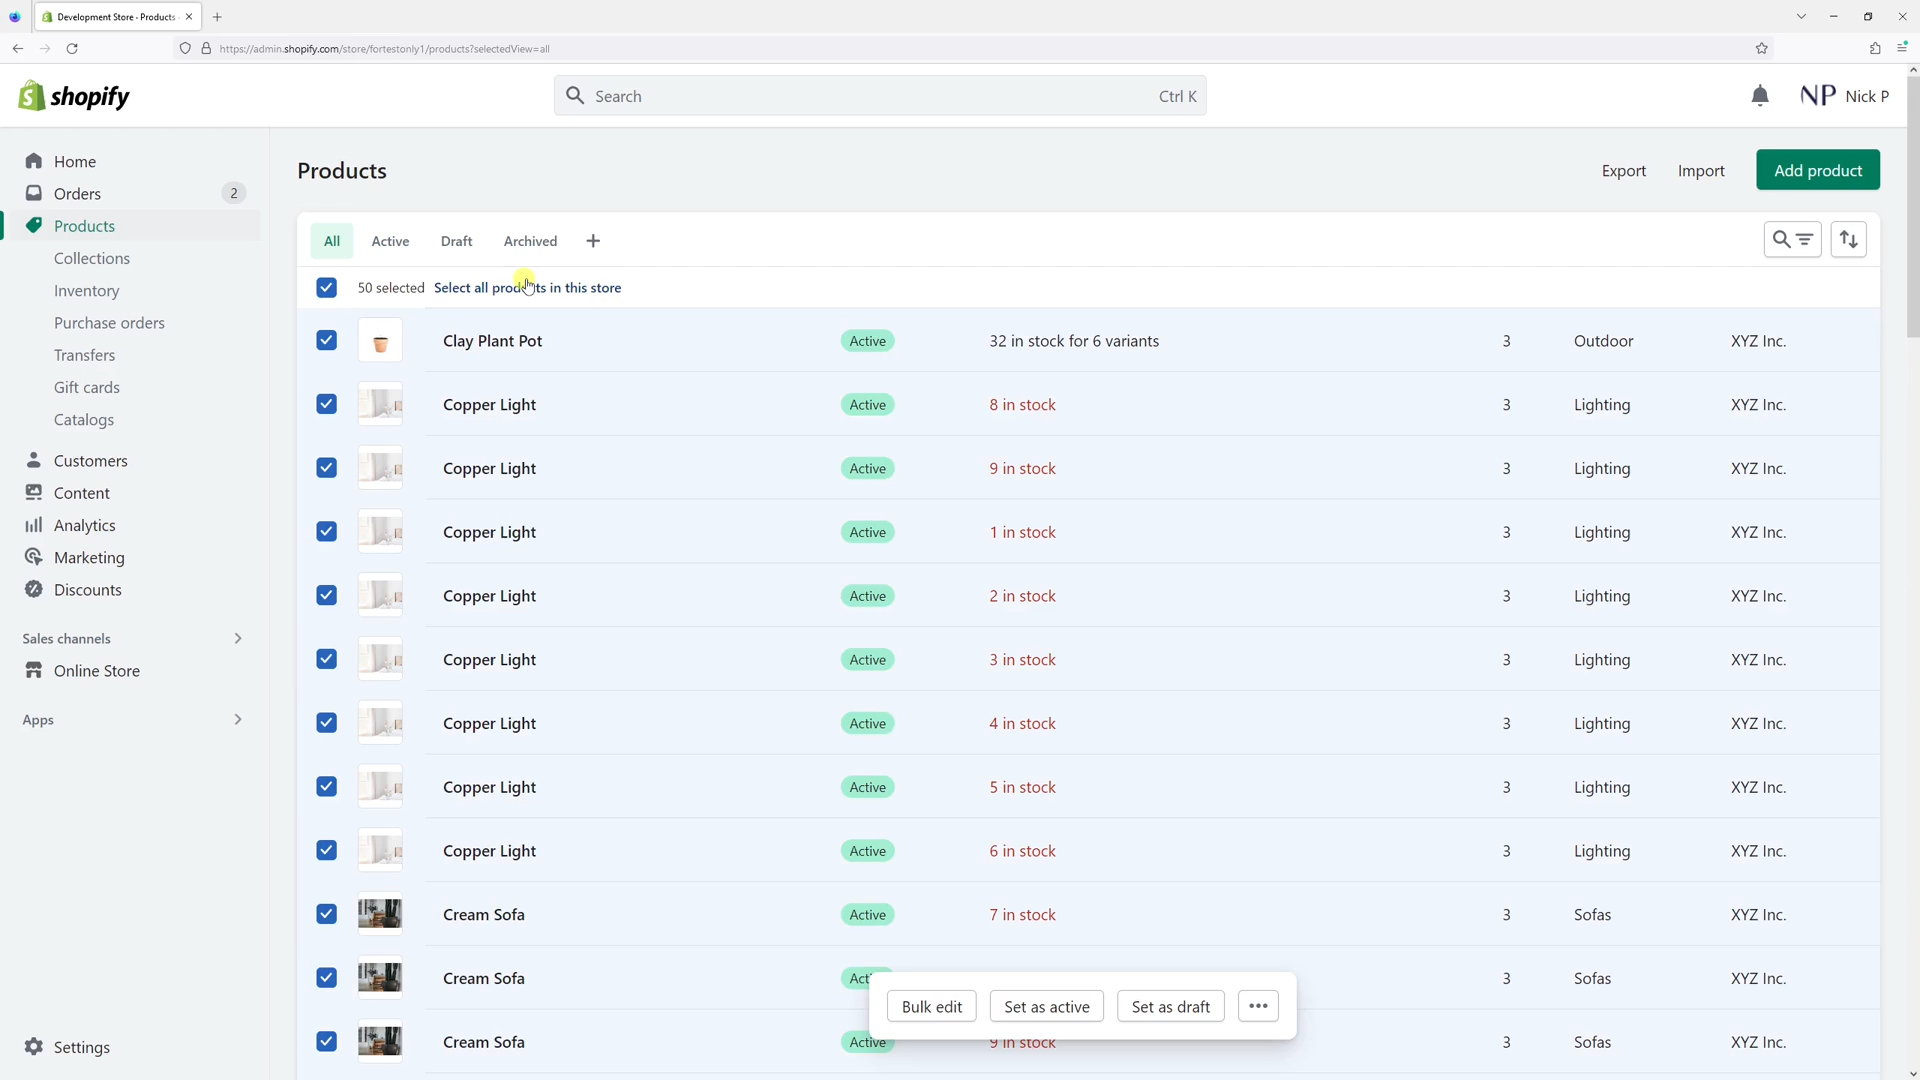 Development Store · Products ·
https://admin.shopify.com/store/fortestonly1/products?selectedView=all
shopify
Search
Ctrl K
NP Nick P
Home
Orders
2
Products
Collections
Inventory
Purchase orders
Transfers
Gift cards
Catalogs
Customers
Content
Analytics
Marketing
Discounts
Sales channels
Online Store
Apps
Settings
Products
Export
Import
Add product
All
Active
Draft
Archived
50 selected Select all products in this store
Clay Plant Pot Active 32 in stock for 6 variants 3 Outdoor XYZ Inc.
Copper Light Active 8 in stock 3 Lighting XYZ Inc.
Copper Light Active 9 in stock 3 Lighting XYZ Inc.
Copper Light Active 1 in stock 3 Lighting XYZ Inc.
Copper Light Active 2 in stock 3 Lighting XYZ Inc.
Copper Light Active 3 in stock 3 Lighting XYZ Inc.
Copper Light Active 4 in stock 3 Lighting XYZ Inc.
Copper Light Active 5 in stock 3 Lighting XYZ Inc.
Copper Light Active 6 in stock 3 Lighting XYZ Inc.
Cream Sofa Active 7 in stock 3 Sofas XYZ Inc.
Cream Sofa 3 Sofas XYZ Inc.
Bulk edit Set as active Set as draft
Cream Sofa Active 9 in stock 3 Sofas XYZ Inc.